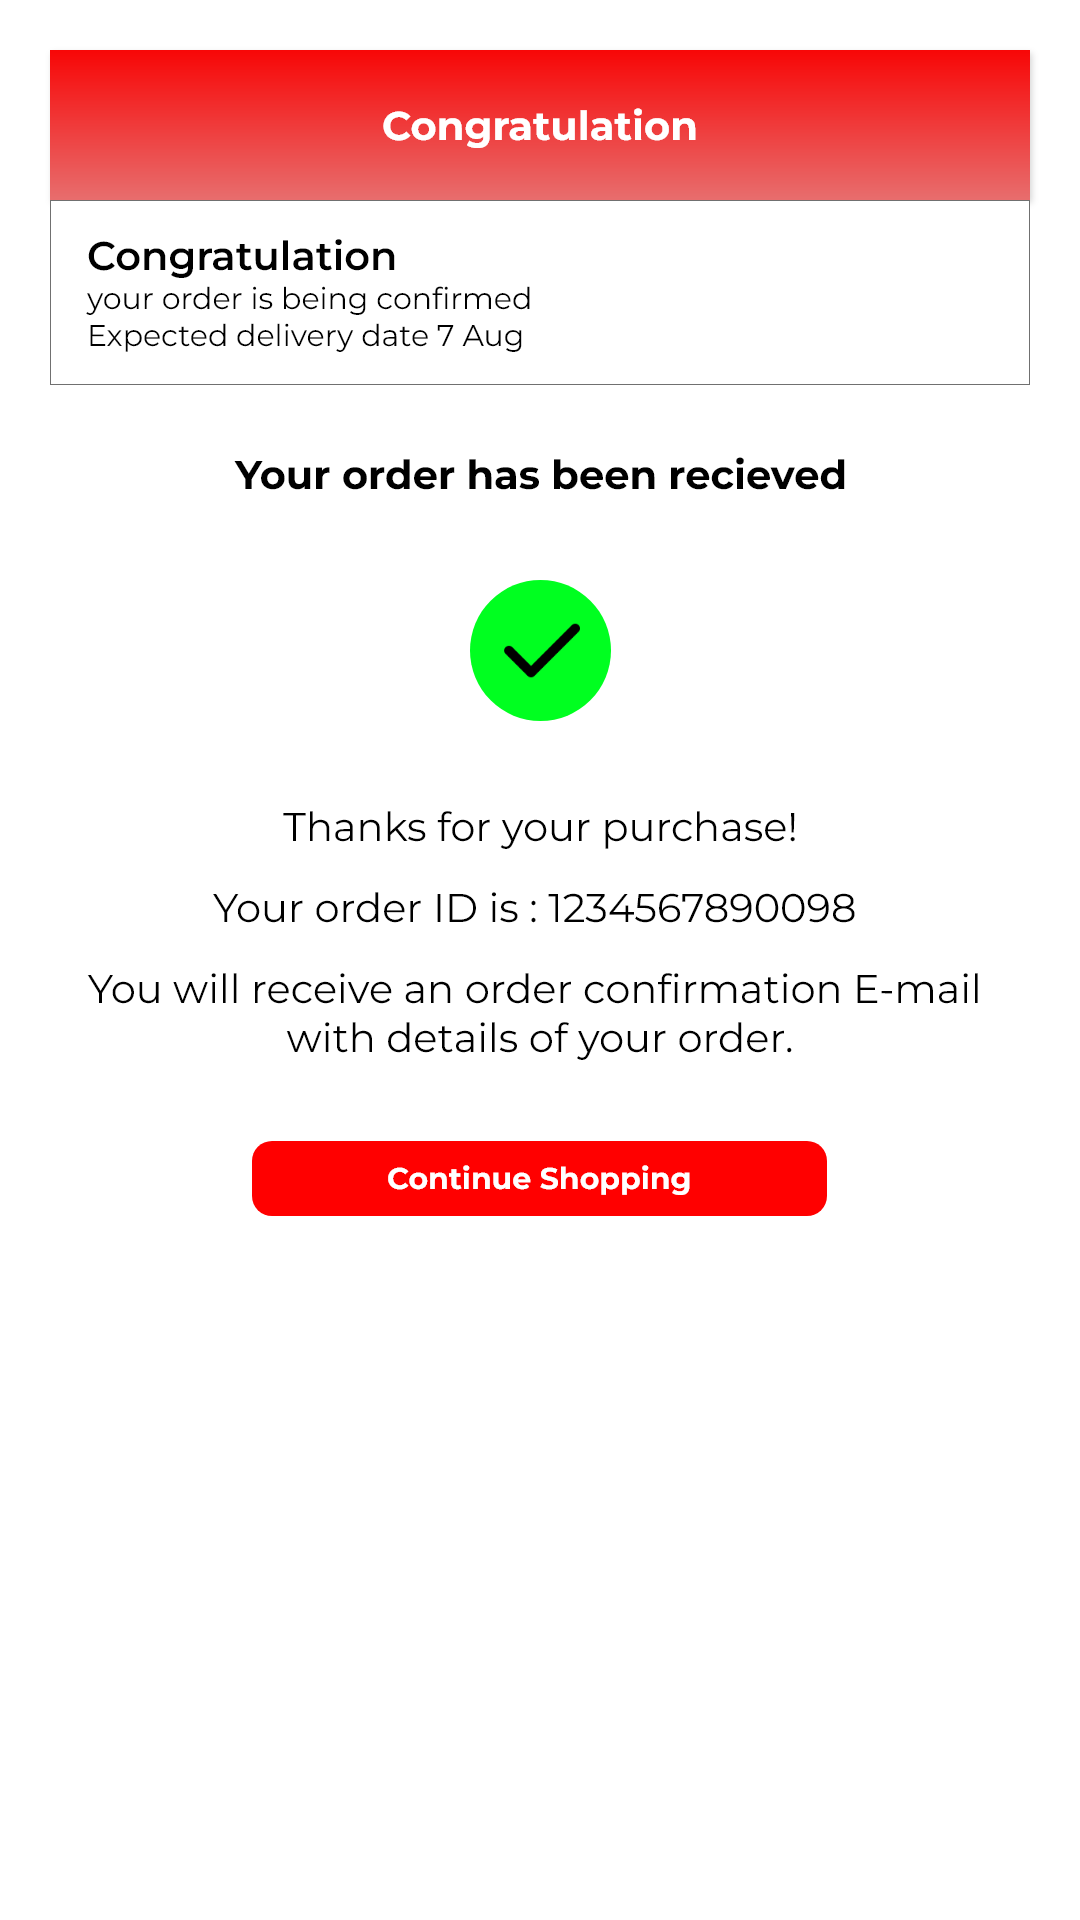 Congratulation
Congratulation
your order is being confirmed
Expected delivery date 7 Aug
Your order has been recieved
Thanks for your purchase!
Your order ID is : 1234567890098
You will receive an order confirmation E-mail
with details of your order.
Continue Shopping